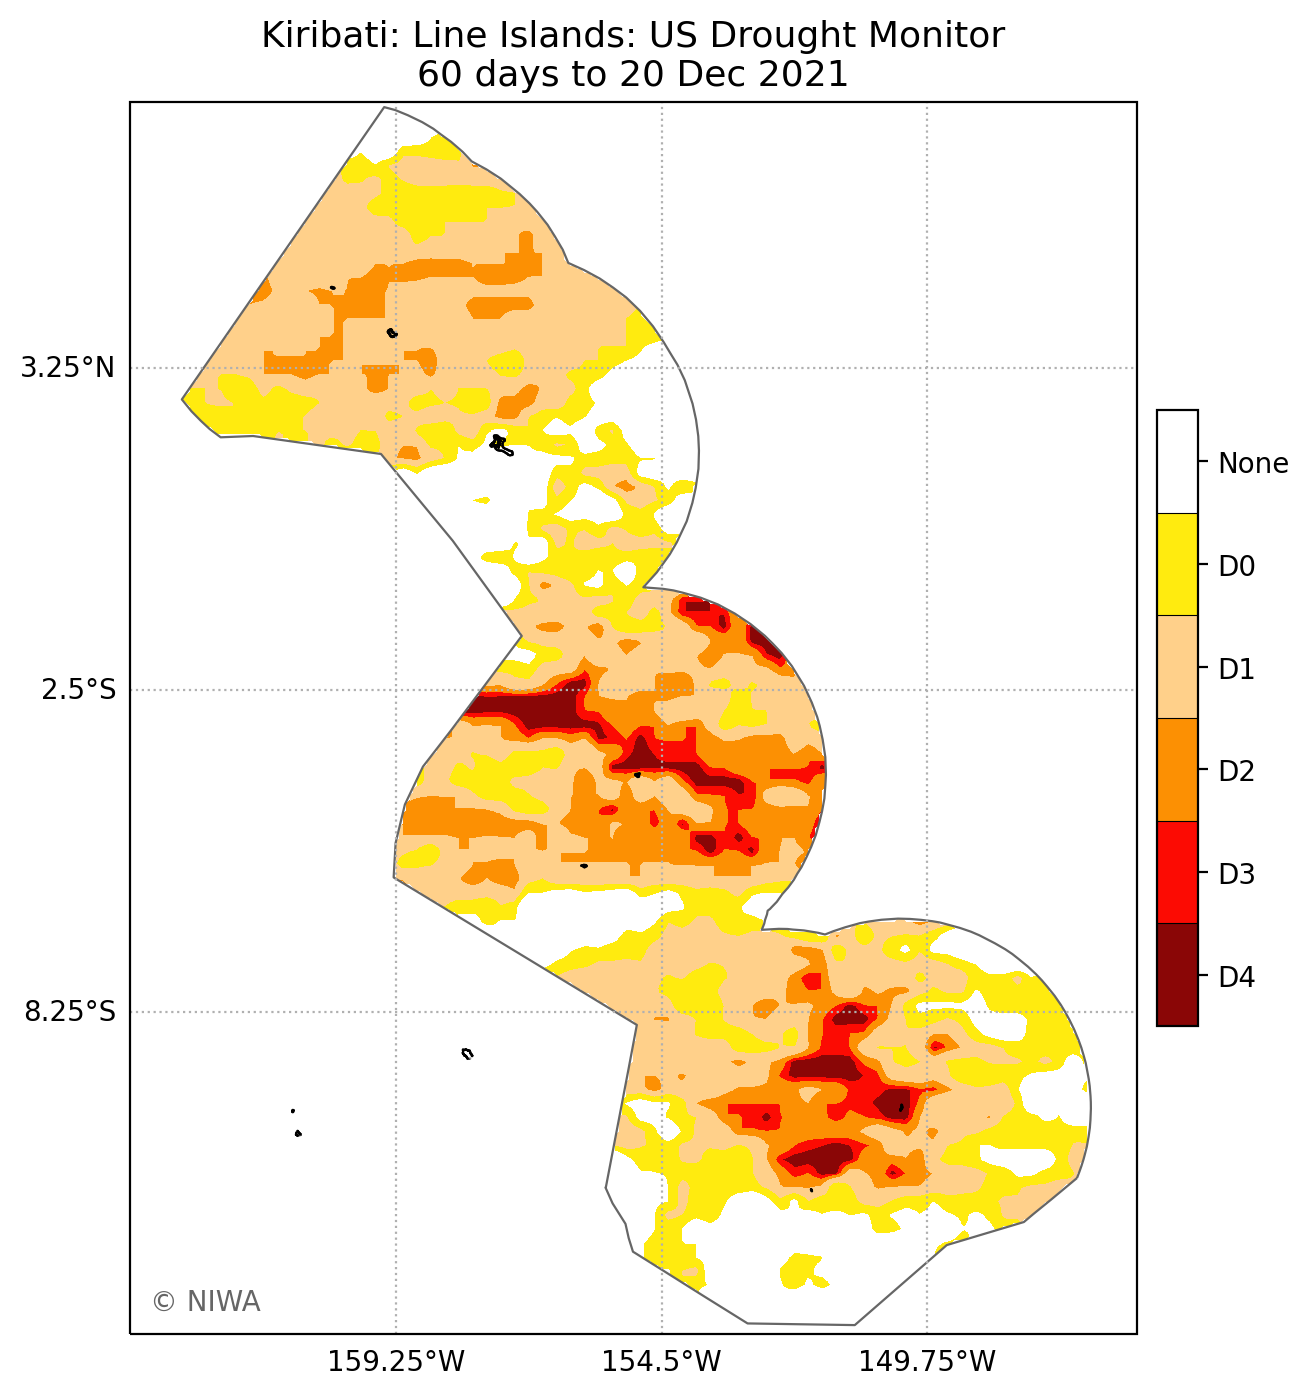 Kiribati: Line Islands: US Drought Monitor
60 days to 20 Dec 2021
3.25°N
2.5°S
8.25°S
159.25°W
154.5°W
149.75°W
None
D0
D1
D2
D3
D4
© NIWA